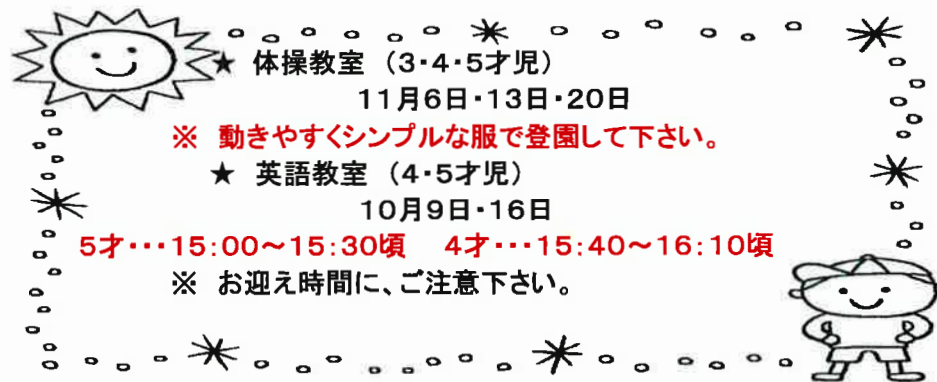 ★ 体操教室 (3・4・5才児)
11月6日・13日・20日
※ 動きやすくシンプルな服で登園して下さい。
★ 英語教室 (4・5才児)
10月9日・16日
5才・・・15:00～15:30頃 4才・・・15:40～16:10頃
※ お迎え時間に、ご注意下さい。